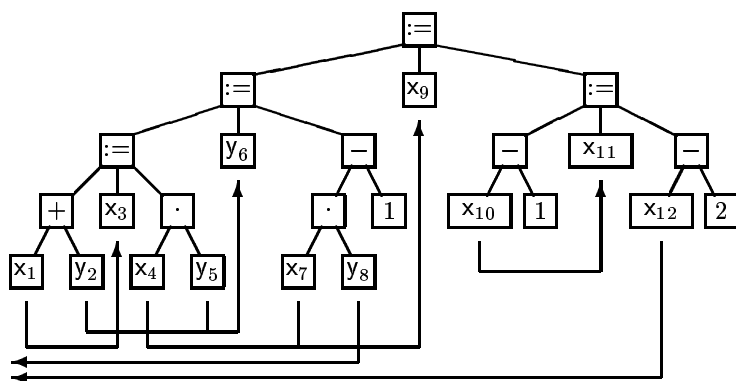 :=
:= x₉ :=
:= y₆ − − x₁₁ −
+ x₃ · · 1 x₁₀ 1 x₁₂ 2
x₁ y₂ x₄ y₅ x₇ y₈